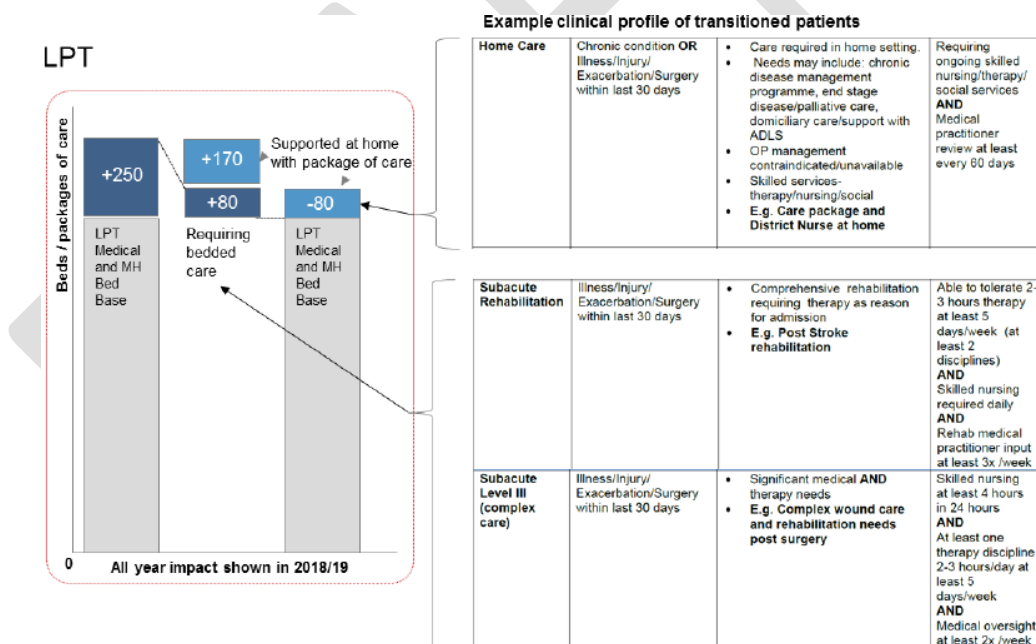 Example clinical profile of transitioned patients
LPT
Beds / packages of care
+250
+170
+80
-80
Supported at home
with package of care
LPT
Medical
and MH
Bed
Base
Requiring
bedded
care
LPT
Medical
and MH
Bed
Base
0
All year impact shown in 2018/19
Home Care
Chronic condition OR
Illness/Injury/
Exacerbation/Surgery
within last 30 days
• Care required in home setting.
• Needs may include: chronic
disease management
programme, end stage
disease/palliative care,
domiciliary care/support with
ADLS
• OP management
contraindicated/unavailable
• Skilled services-
therapy/nursing/social
• E.g. Care package and
District Nurse at home
Requiring
ongoing skilled
nursing/therapy/
social services
AND
Medical
practitioner
review at least
every 60 days
Subacute
Rehabilitation
Illness/Injury/
Exacerbation/Surgery
within last 30 days
• Comprehensive rehabilitation
requiring therapy as reason
for admission
• E.g. Post Stroke
rehabilitation
Able to tolerate 2-
3 hours therapy
at least 5
days/week (at
least 2
disciplines)
AND
Skilled nursing
required daily
AND
Rehab medical
practitioner input
at least 3x /week
Subacute
Level III
(complex
care)
Illness/Injury/
Exacerbation/Surgery
within last 30 days
• Significant medical AND
therapy needs
• E.g. Complex wound care
and rehabilitation needs
post surgery
Skilled nursing
at least 4 hours
in 24 hours
AND
At least one
therapy discipline
2-3 hours/day at
least 5
days/week
AND
Medical oversight
at least 2x /week